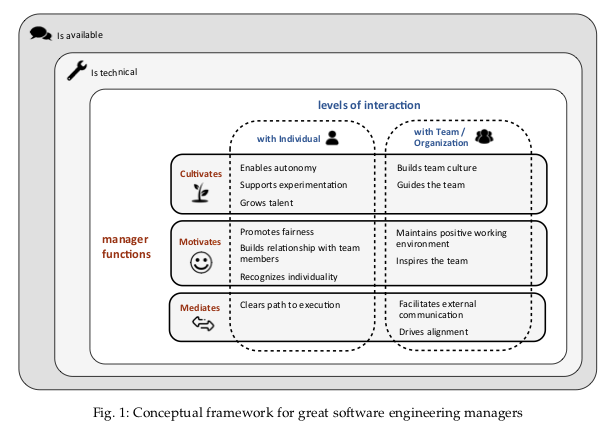 Is available
Is technical
levels of interaction
with Individual
with Team /
Organization
Cultivates
Enables autonomy
Supports experimentation
Grows talent
Builds team culture
Guides the team
manager
functions
Motivates
Promotes fairness
Builds relationship with team
members
Recognizes individuality
Maintains positive working
environment
Inspires the team
Mediates
Clears path to execution
Facilitates external
communication
Drives alignment
Fig. 1: Conceptual framework for great software engineering managers